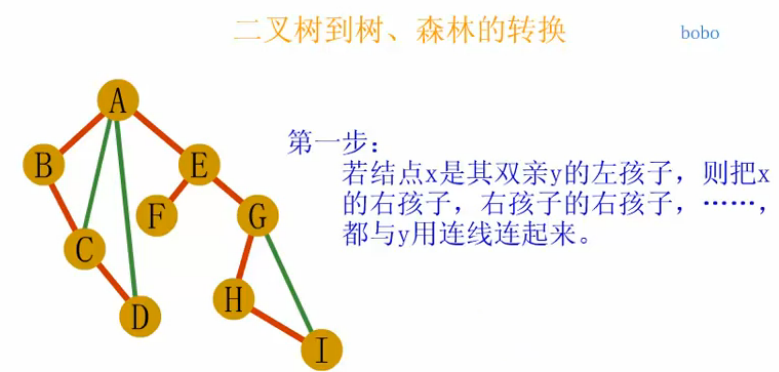 二叉树到树、森林的转换
bobo
第一步：
若结点x是其双亲y的左孩子，则把x
的右孩子，右孩子的右孩子，……，
都与y用连线连起来。
A
B
E
F
G
C
H
D
I